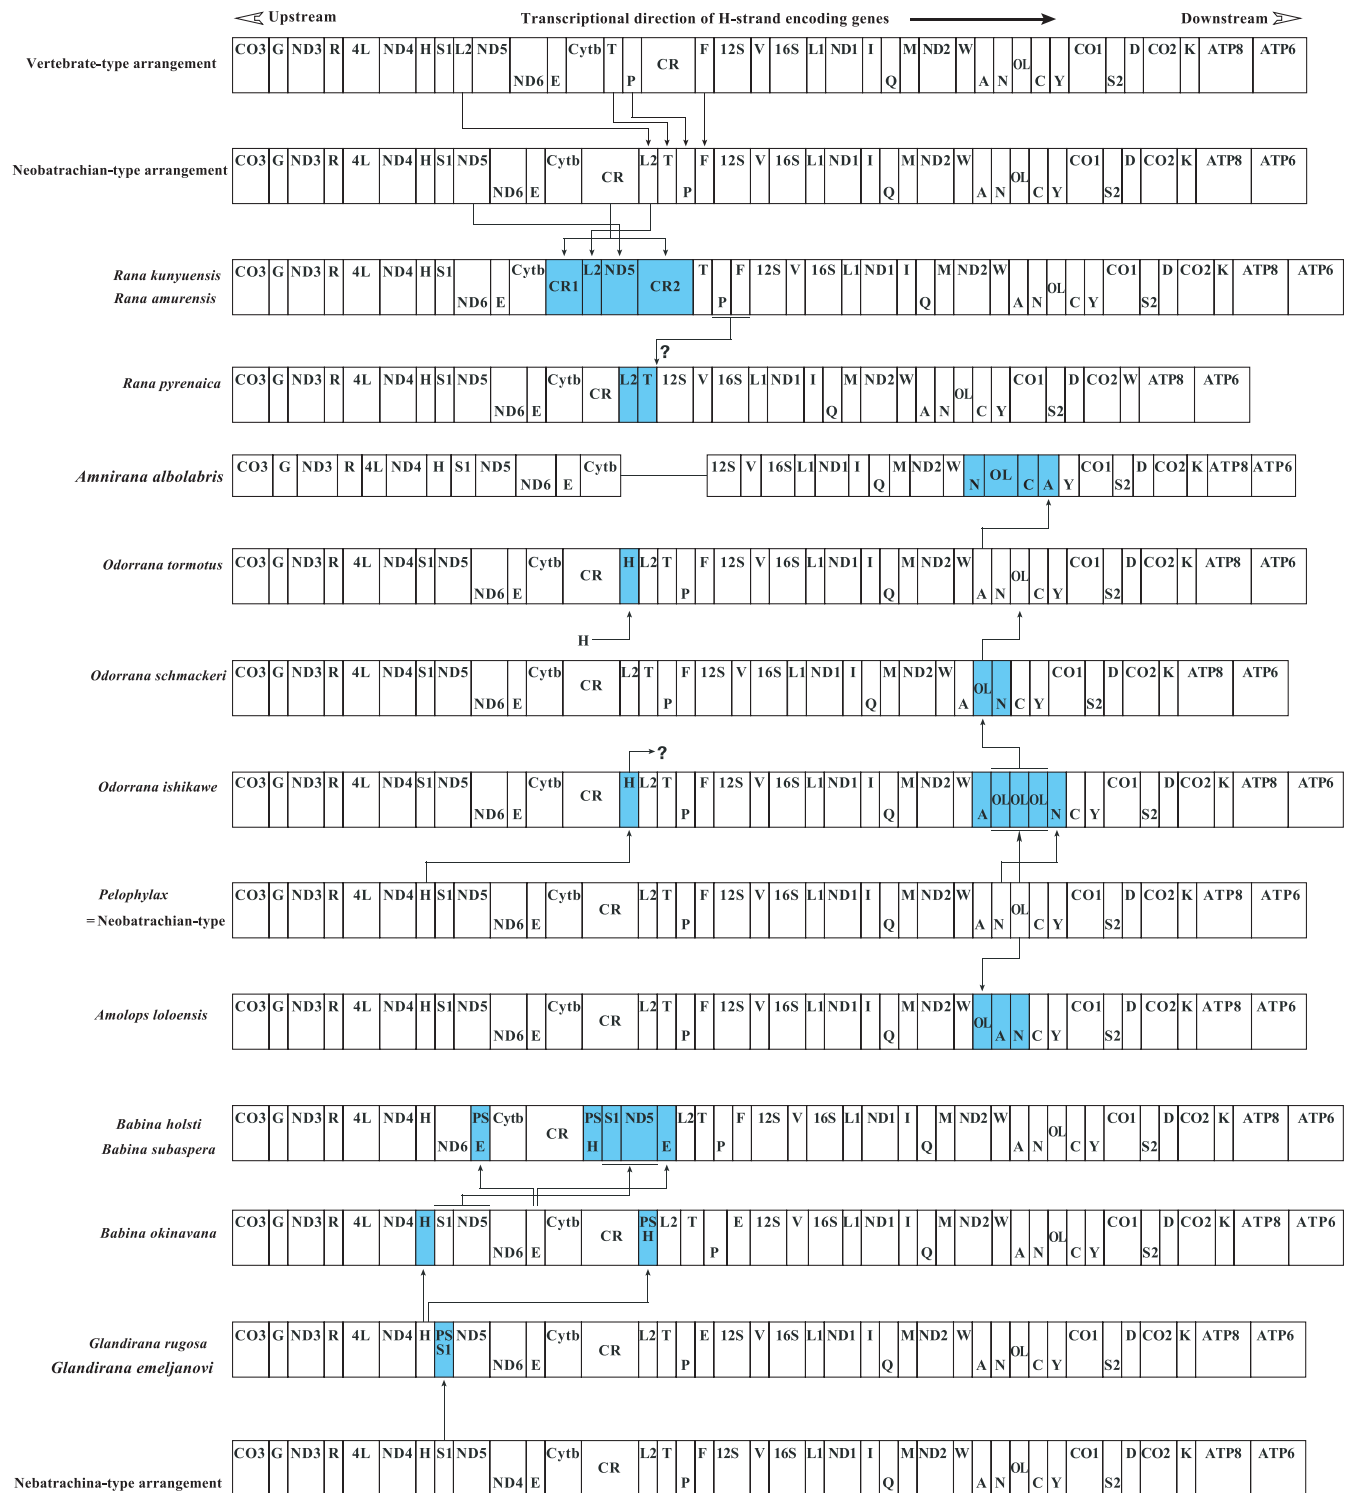 Upstream Transcriptional direction of H-strand encoding genes Downstream
Vertebrate-type arrangement CO3 G ND3 R 4L ND4 H S1 L2 ND5 ND6 E Cytb T P CR F 12S V 16S L1 ND1 I Q M ND2 W A N OL C Y CO1 S2 D CO2 K ATP8 ATP6
Neobatrachian-type arrangement CO3 G ND3 R 4L ND4 H S1 ND5 ND6 E Cytb CR L2 T P F 12S V 16S L1 ND1 I Q M ND2 W A N OL C Y CO1 S2 D CO2 K ATP8 ATP6
Rana kunyuensis
Rana amurensis CO3 G ND3 R 4L ND4 H S1 ND6 E Cytb CR1 L2 ND5 CR2 T P F 12S V 16S L1 ND1 I Q M ND2 W A N OL C Y CO1 S2 D CO2 K ATP8 ATP6
?
Rana pyrenaica CO3 G ND3 R 4L ND4 H S1 ND5 ND6 E Cytb CR L2 T 12S V 16S L1 ND1 I Q M ND2 W A N OL C Y CO1 S2 D CO2 W ATP8 ATP6
Amnirana albolabris CO3 G ND3 R 4L ND4 H S1 ND5 ND6 E Cytb 12S V 16S L1 ND1 I Q M ND2 W N OL C A Y CO1 S2 D CO2 K ATP8 ATP6
Odorrana tormotus CO3 G ND3 R 4L ND4 S1 ND5 ND6 E Cytb CR H L2 T P F 12S V 16S L1 ND1 I Q M ND2 W A N OL C Y CO1 S2 D CO2 K ATP8 ATP6
H
Odorrana schmackeri CO3 G ND3 R 4L ND4 S1 ND5 ND6 E Cytb CR L2 T P F 12S V 16S L1 ND1 I Q M ND2 W A OL N C Y CO1 S2 D CO2 K ATP8 ATP6
?
Odorrana ishikawe CO3 G ND3 R 4L ND4 S1 ND5 ND6 E Cytb CR H L2 T P F 12S V 16S L1 ND1 I Q M ND2 W A OL OL OL N C Y CO1 S2 D CO2 K ATP8 ATP6
Pelophylax
= Neobatrachian-type CO3 G ND3 R 4L ND4 H S1 ND5 ND6 E Cytb CR L2 T P F 12S V 16S L1 ND1 I Q M ND2 W A N OL C Y CO1 S2 D CO2 K ATP8 ATP6
Amolops loloensis CO3 G ND3 R 4L ND4 H S1 ND5 ND6 E Cytb CR L2 T P F 12S V 16S L1 ND1 I Q M ND2 W OL A N C Y CO1 S2 D CO2 K ATP8 ATP6
Babina holsti
Babina subaspera CO3 G ND3 R 4L ND4 H ND6 PS E Cytb CR PS H S1 ND5 E L2 T P F 12S V 16S L1 ND1 I Q M ND2 W A N OL C Y CO1 S2 D CO2 K ATP8 ATP6
Babina okinavana CO3 G ND3 R 4L ND4 H S1 ND5 ND6 E Cytb CR PS H L2 T P E 12S V 16S L1 ND1 I Q M ND2 W A N OL C Y CO1 S2 D CO2 K ATP8 ATP6
Glandirana rugosa
Glandirana emeljanovi CO3 G ND3 R 4L ND4 H PS S1 ND5 ND6 E Cytb CR L2 T P E 12S V 16S L1 ND1 I Q M ND2 W A N OL C Y CO1 S2 D CO2 K ATP8 ATP6
Nebatrachina-type arrangement CO3 G ND3 R 4L ND4 H S1 ND5 ND4 E Cytb CR L2 T P F 12S V 16S L1 ND1 I Q M ND2 W A N OL C Y CO1 S2 D CO2 K ATP8 ATP6